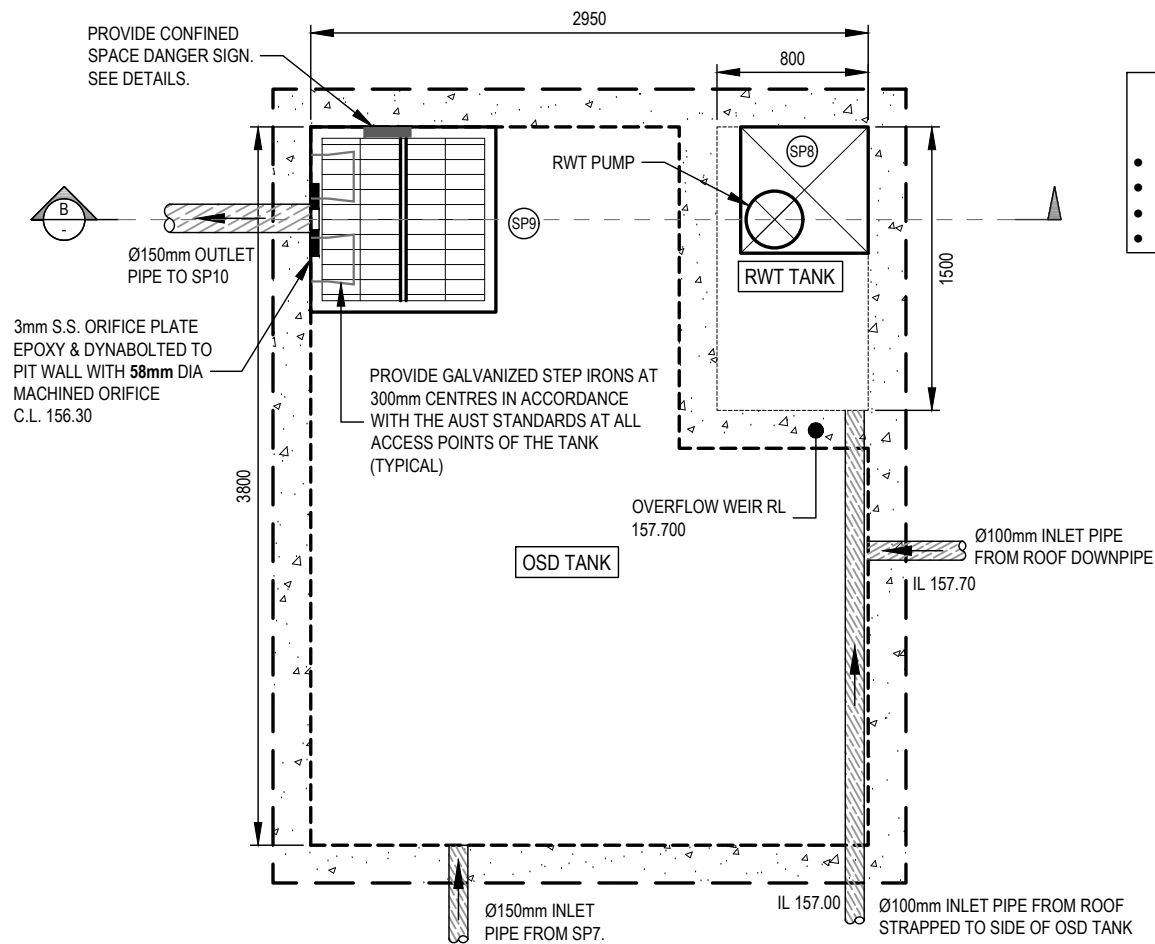 2950
PROVIDE CONFINED
SPACE DANGER SIGN.
SEE DETAILS.
800
SP8
RWT PUMP
SP9
B
-
Ø150mm OUTLET
PIPE TO SP10
RWT TANK
1500
3mm S.S. ORIFICE PLATE
EPOXY & DYNABOLTED TO
PIT WALL WITH 58mm DIA
MACHINED ORIFICE
C.L. 156.30
PROVIDE GALVANIZED STEP IRONS AT
300mm CENTRES IN ACCORDANCE
WITH THE AUST STANDARDS AT ALL
ACCESS POINTS OF THE TANK
(TYPICAL)
3800
OVERFLOW WEIR RL
157.700
OSD TANK
Ø100mm INLET PIPE
FROM ROOF DOWNPIPE
IL 157.70
Ø150mm INLET
PIPE FROM SP7.
IL 157.00
Ø100mm INLET PIPE FROM ROOF
STRAPPED TO SIDE OF OSD TANK